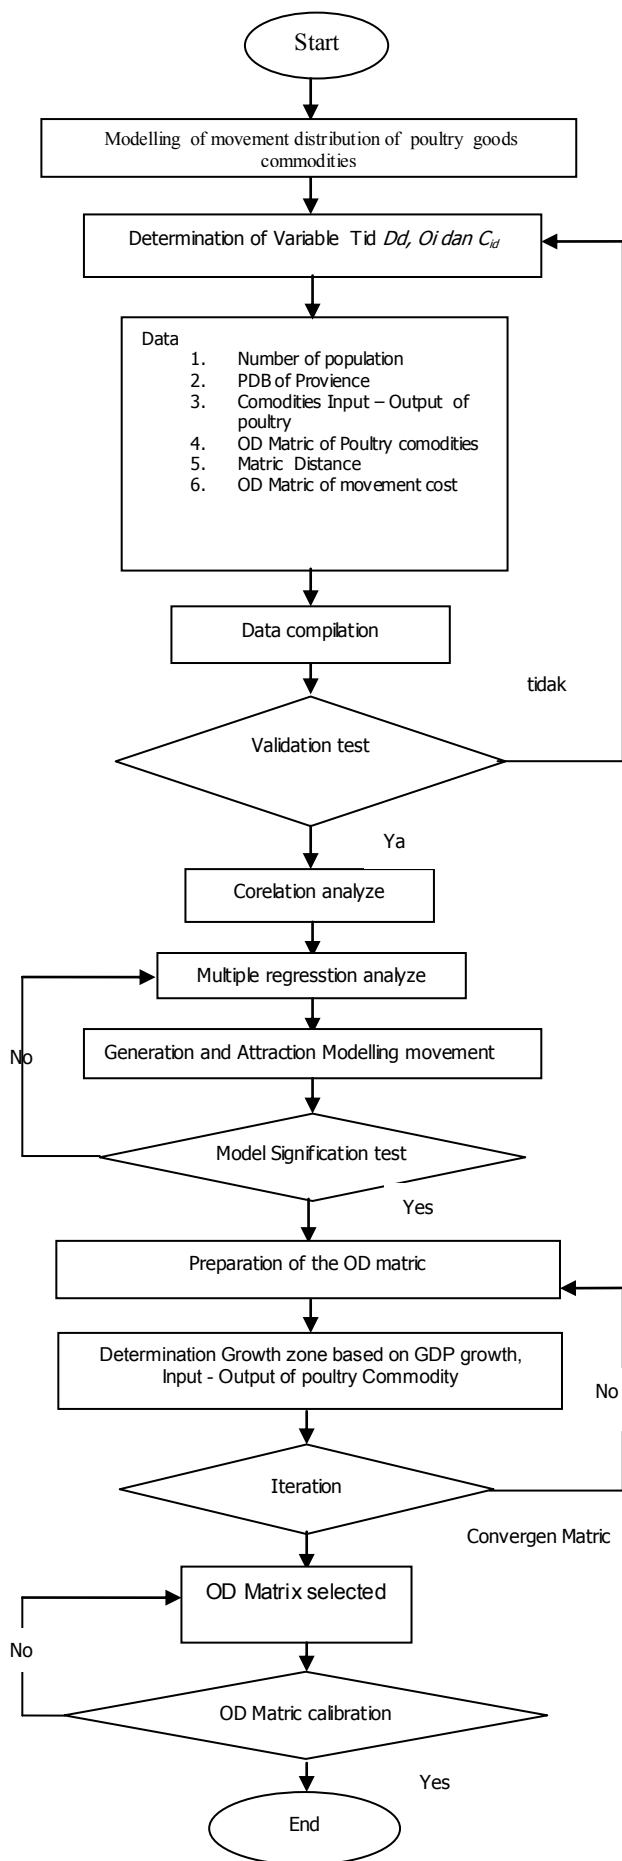 Start
Modelling of movement distribution of poultry goods
commodities
Determination of Variable Tid Dd, Oi dan Cid
Data
1. Number of population
2. PDB of Provience
3. Comodities Input – Output of
poultry
4. OD Matric of Poultry comodities
5. Matric Distance
6. OD Matric of movement cost
Data compilation
tidak
Validation test
Ya
Corelation analyze
Multiple regresstion analyze
No
Generation and Attraction Modelling movement
Model Signification test
Yes
Preparation of the OD matric
Determination Growth zone based on GDP growth,
Input - Output of poultry Commodity
No
Iteration
Convergen Matric
OD Matrix selected
No
OD Matric calibration
Yes
End